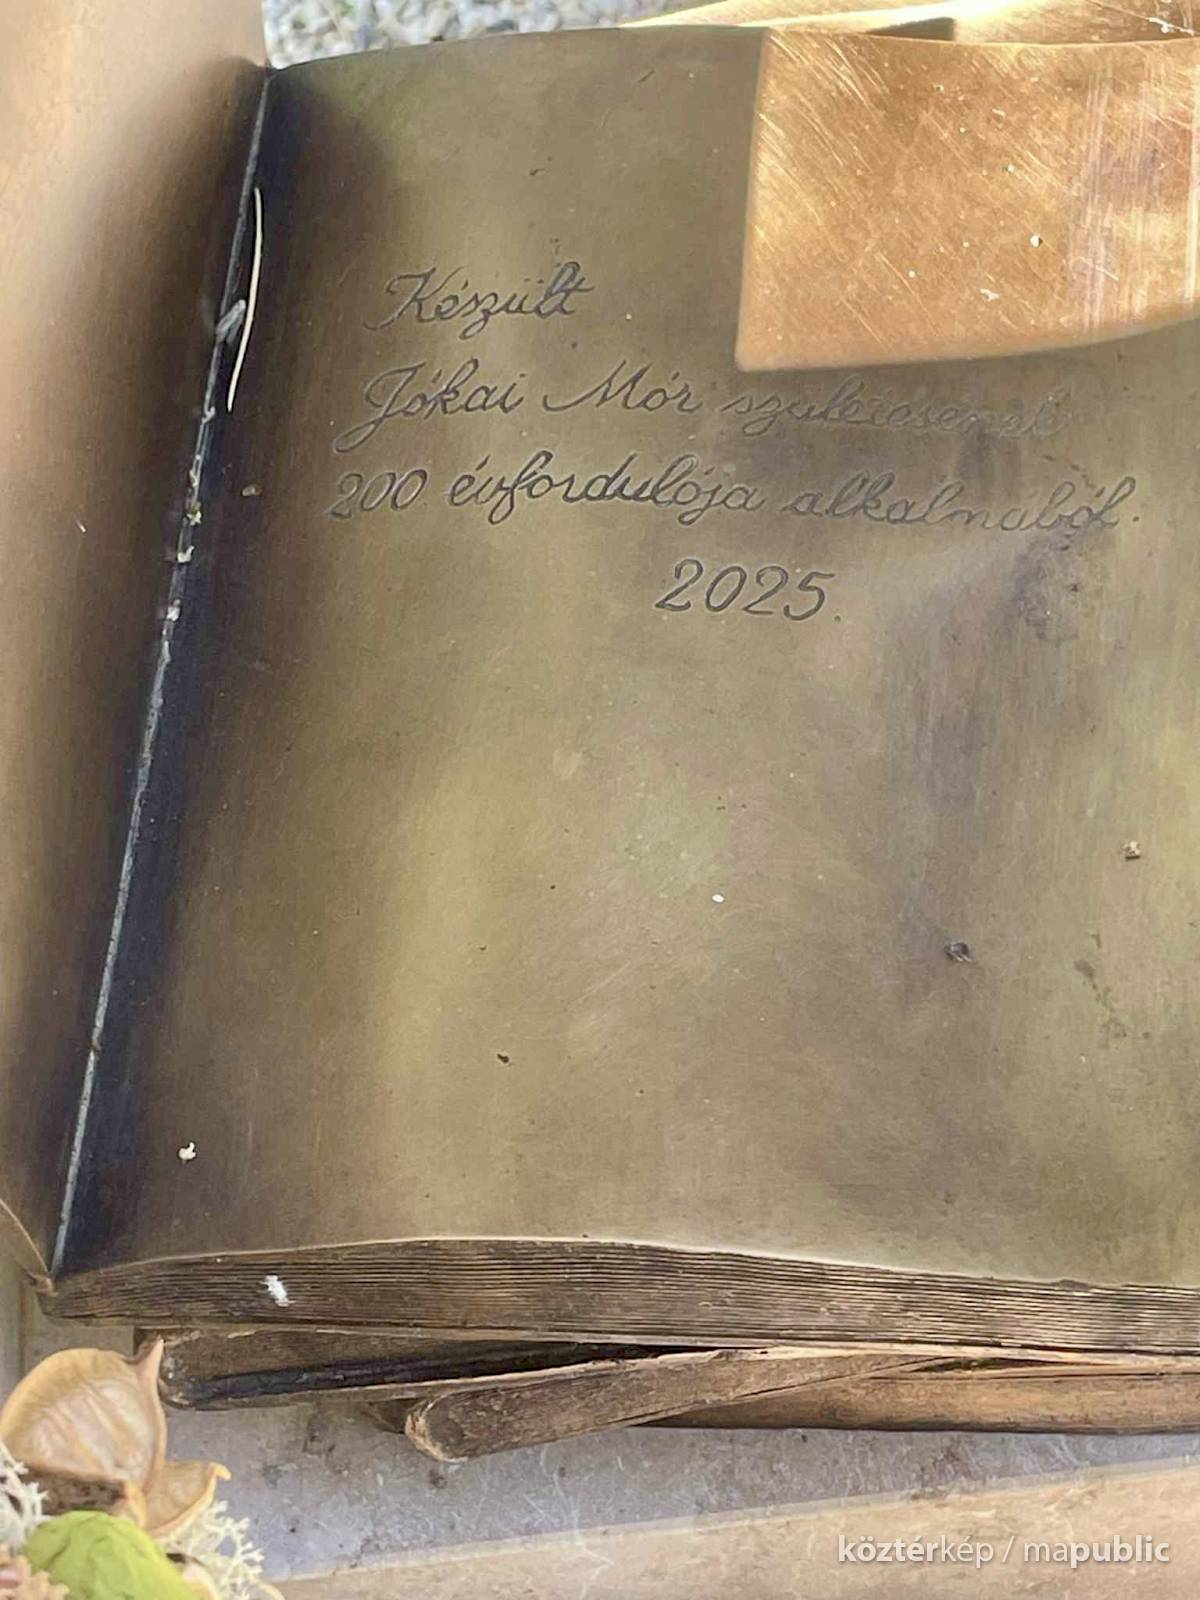 Készült
Jókai Mór születésének
200. évfordulója alkalmából.
2025.
köztérkép / mapublic